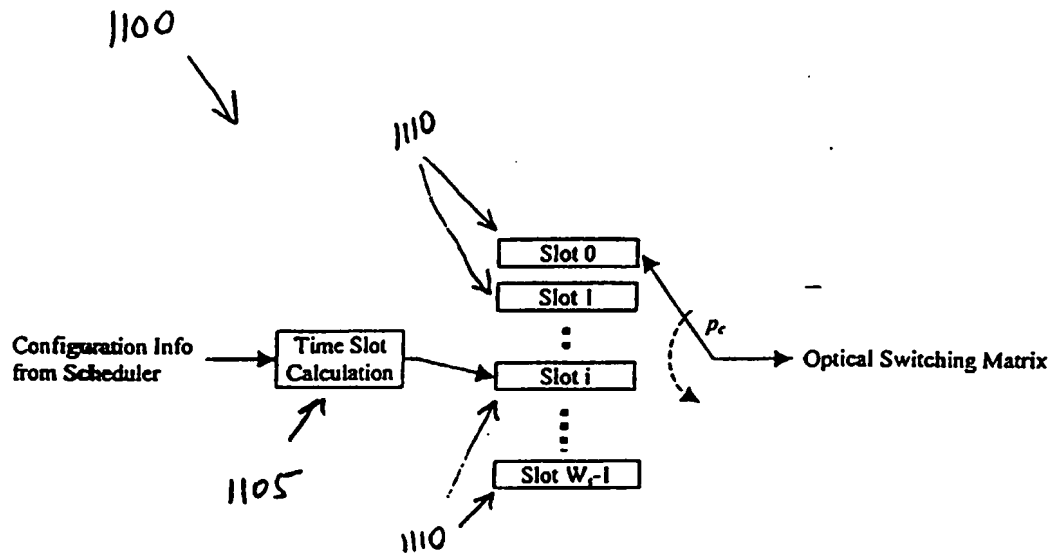 1100
1110
Slot 0
Slot 1
p_c
Configuration Info
from Scheduler
Time Slot
Calculation
Slot i
Optical Switching Matrix
Slot W_s-1
1105
1110